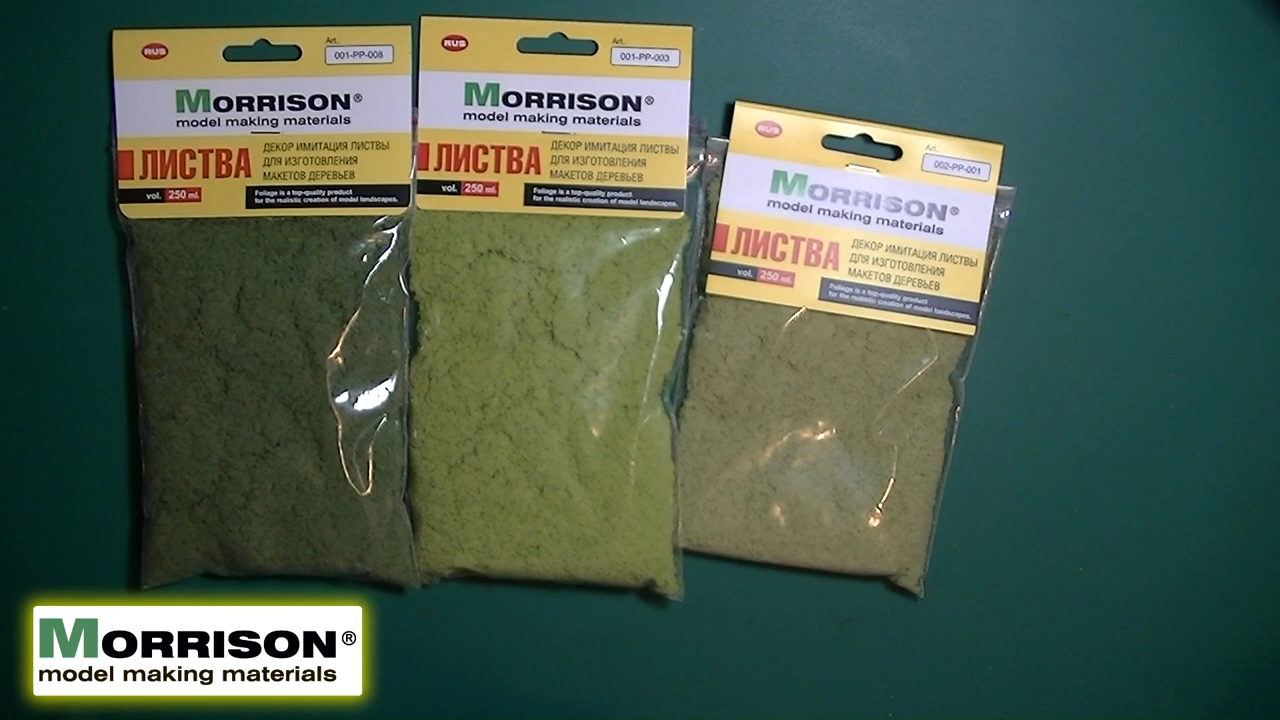 RUS
Art.
001-PP-008
MORRISON®
model making materials
ЛИСТВА
ДЕКОР ИМИТАЦИЯ ЛИСТВЫ
ДЛЯ ИЗГОТОВЛЕНИЯ
МАКЕТОВ ДЕРЕВЬЕВ
vol. 250 ml.
Foliage is a top-quality product
for the realistic creation of model landscapes.
RUS
Art.
001-PP-003
MORRISON®
model making materials
ЛИСТВА
ДЕКОР ИМИТАЦИЯ ЛИСТВЫ
ДЛЯ ИЗГОТОВЛЕНИЯ
МАКЕТОВ ДЕРЕВЬЕВ
vol. 250 ml.
Foliage is a top-quality product
for the realistic creation of model landscapes.
RUS
Art.
002-PP-001
MORRISON®
model making materials
ЛИСТВА
ДЕКОР ИМИТАЦИЯ ЛИСТВЫ
ДЛЯ ИЗГОТОВЛЕНИЯ
МАКЕТОВ ДЕРЕВЬЕВ
vol. 250 ml.
Foliage is a top-quality product
for the realistic creation of model landscapes.
MORRISON®
model making materials